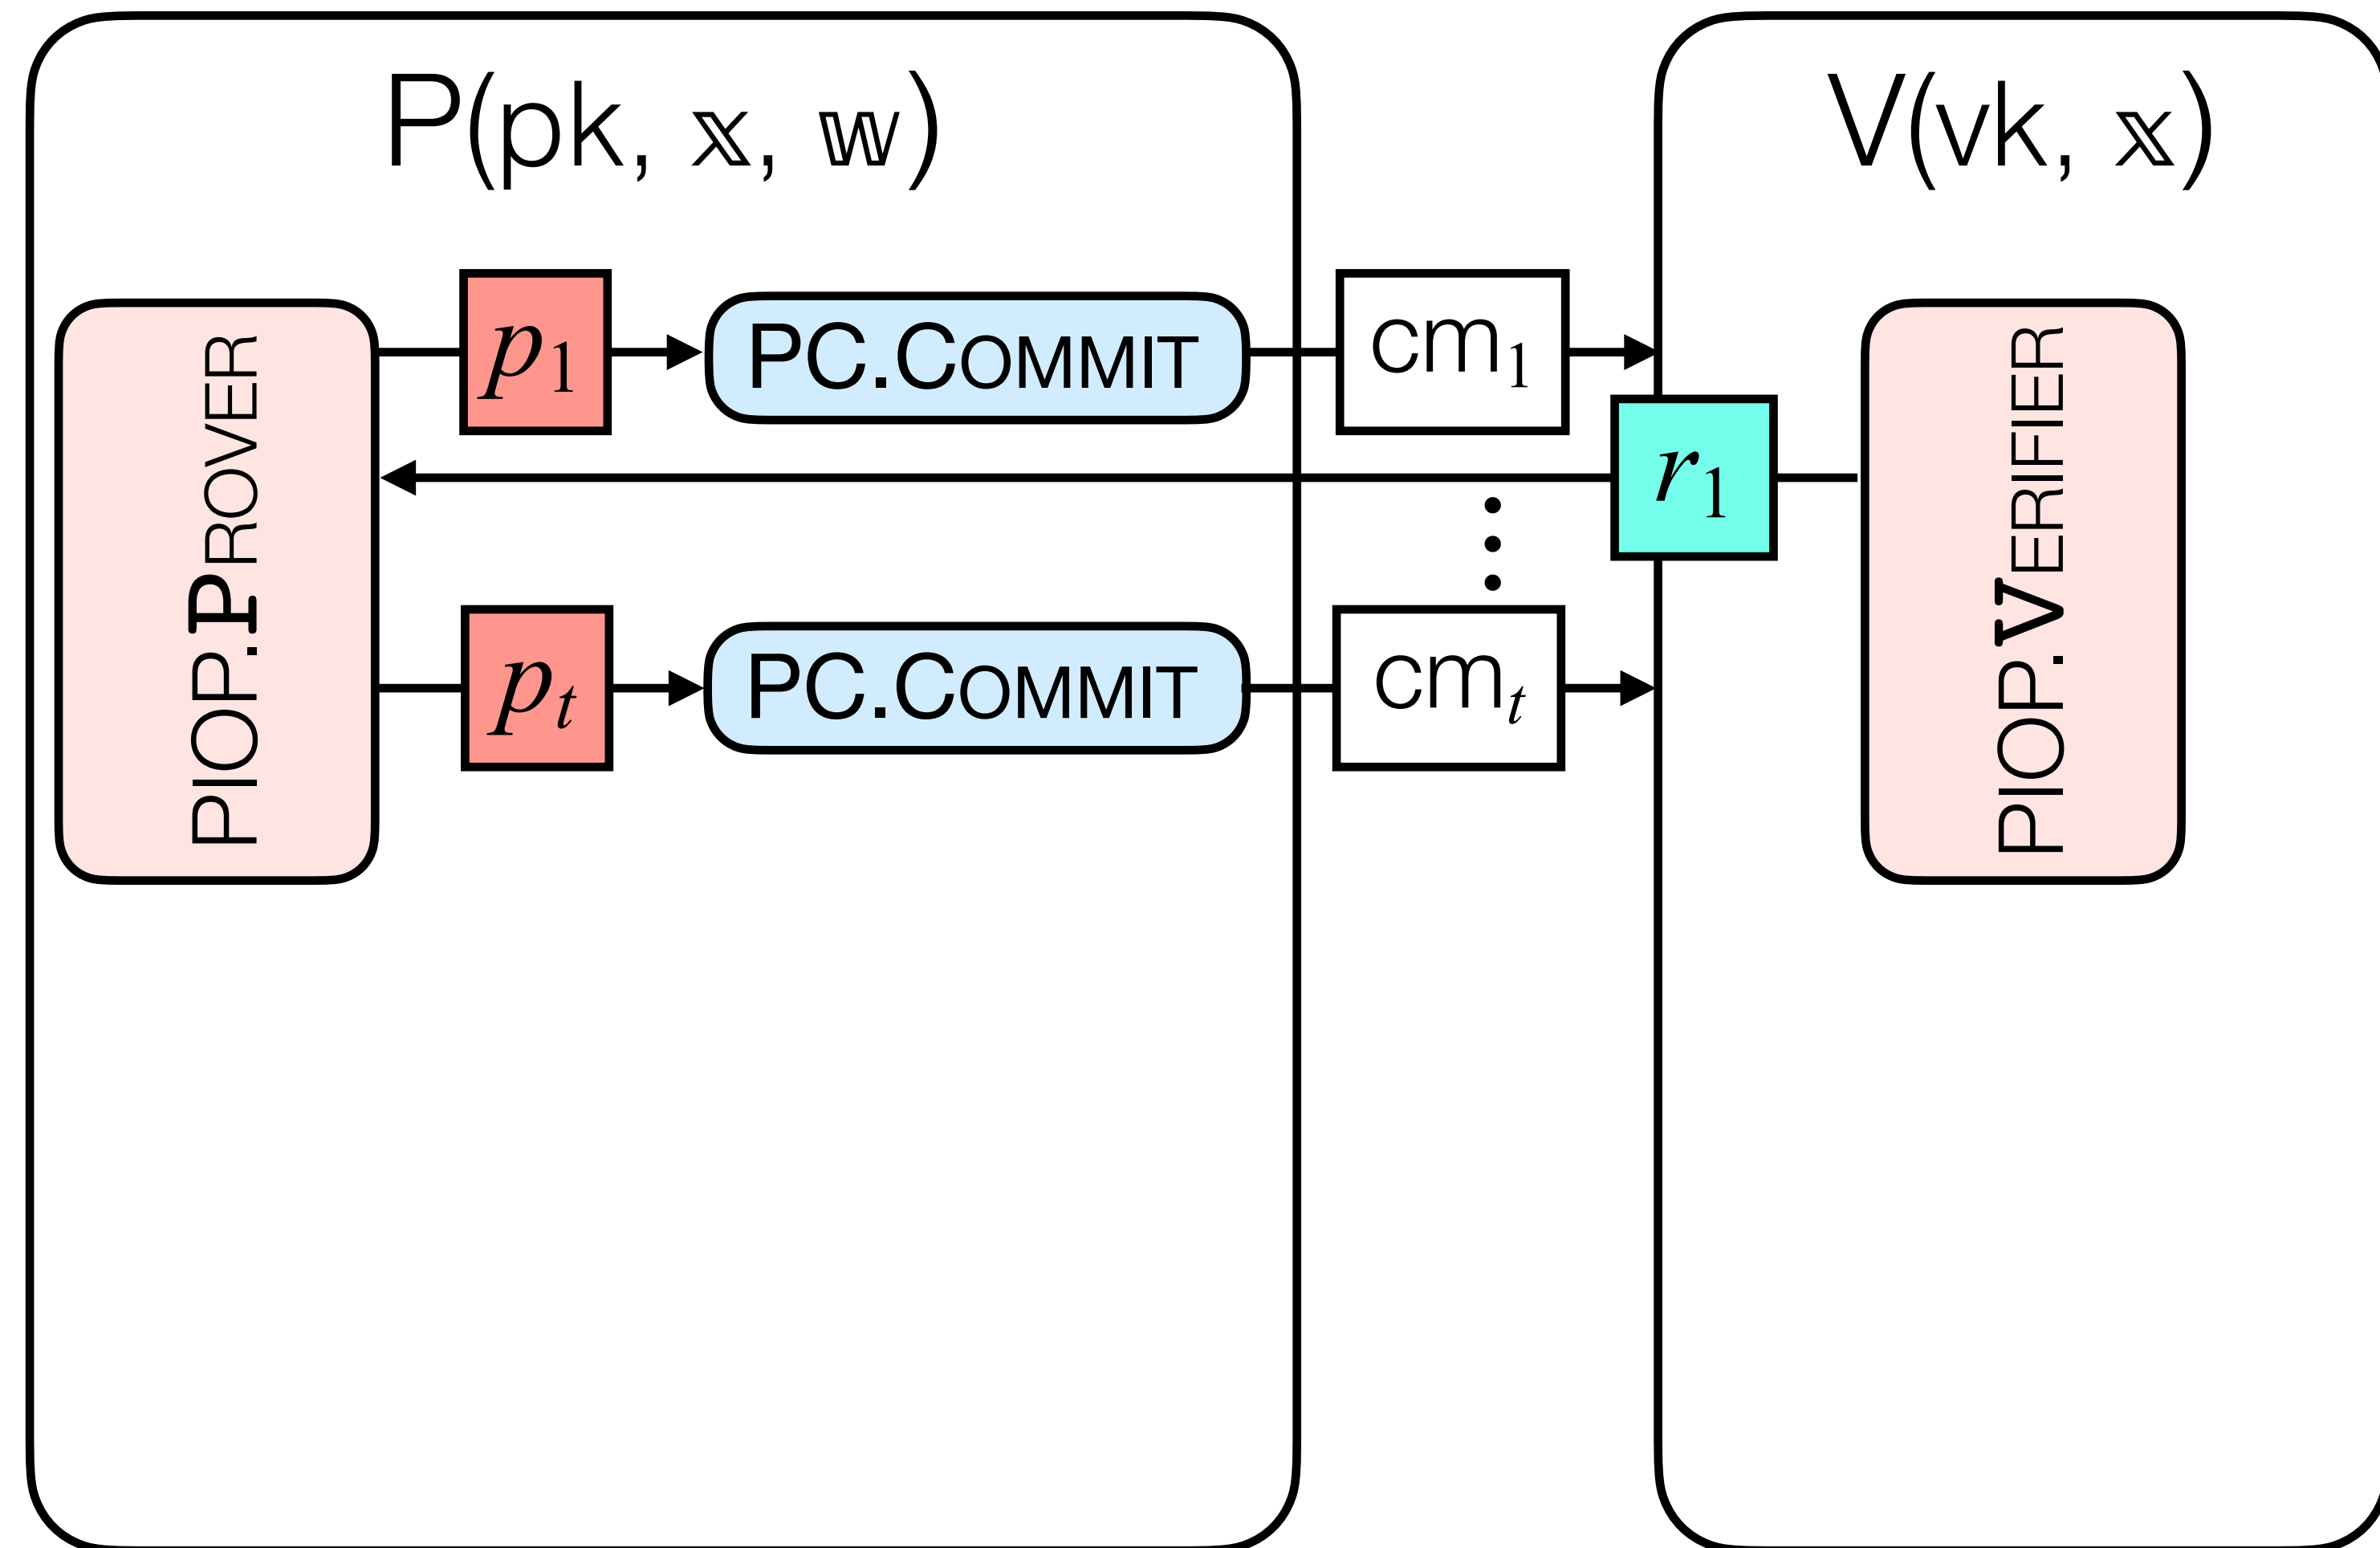 P(pk, 𝕩, 𝕨)
V(vk, 𝕩)
PIOP.PROVER
p₁
PC.COMMIT
cm₁
r₁
PIOP.VERIFIER
pₜ
PC.COMMIT
cmₜ